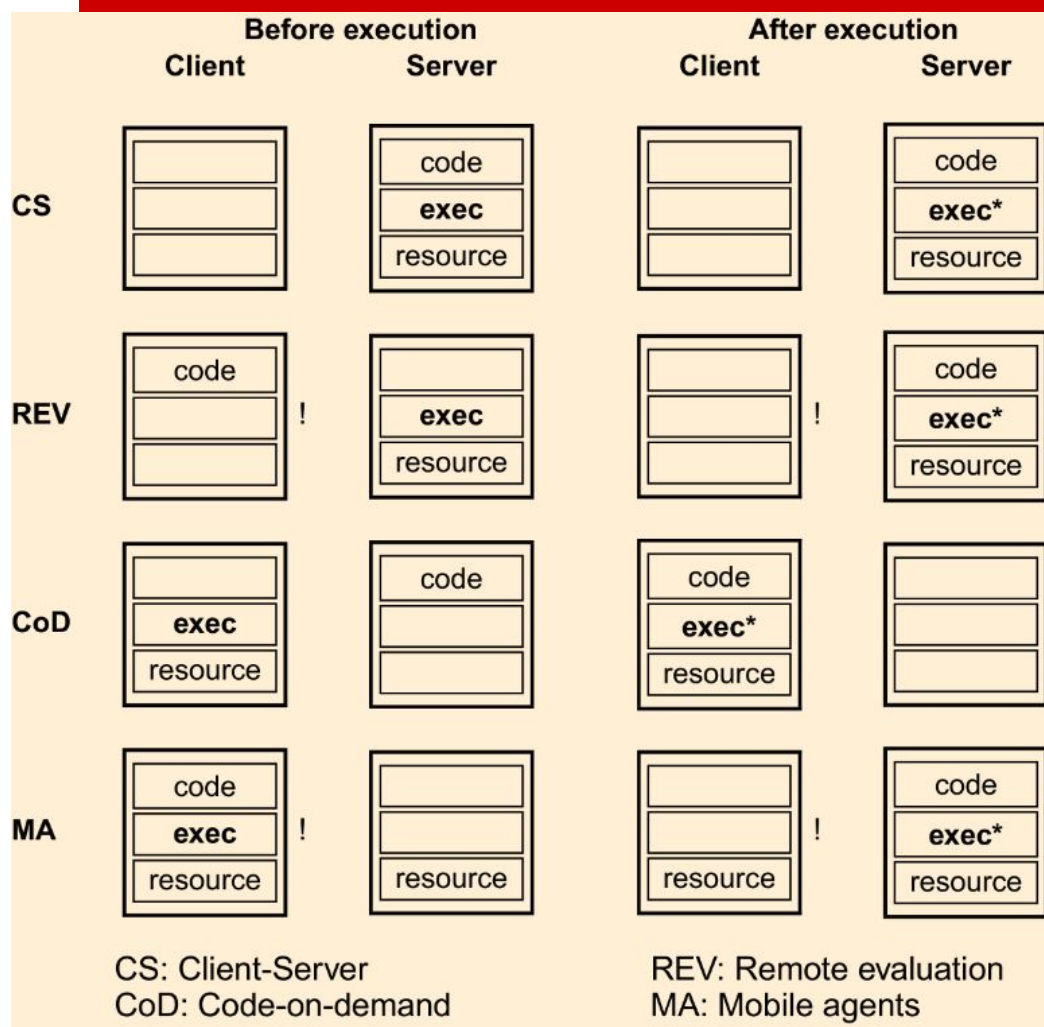 Before execution After execution
Client Server Client Server
code code
CS exec exec*
resource resource
code code
REV ! exec ! exec*
resource resource
code code
CoD exec exec*
resource resource
code code
MA exec ! ! exec*
resource resource resource resource
CS: Client-Server REV: Remote evaluation
CoD: Code-on-demand MA: Mobile agents